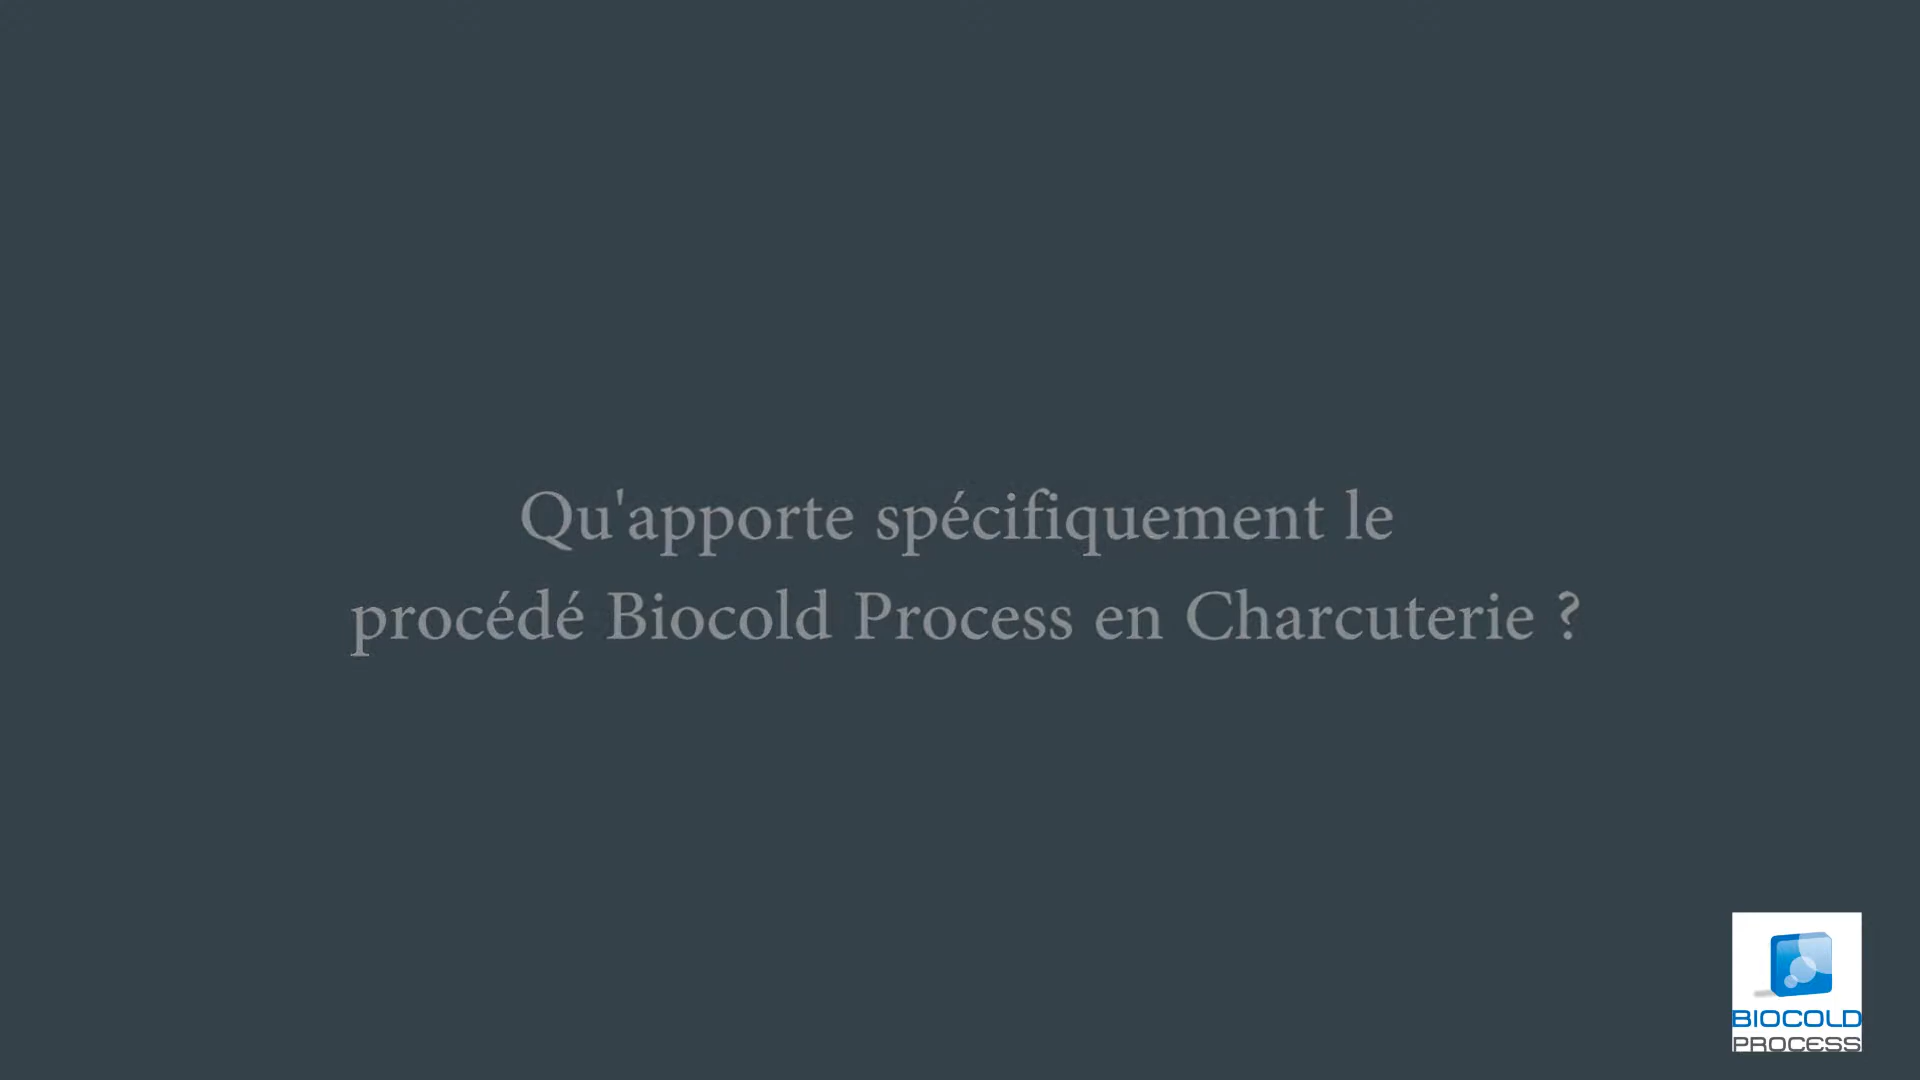 Qu'apporte spécifiquement le
procédé Biocold Process en Charcuterie ?
BIOCOLD
PROCESS